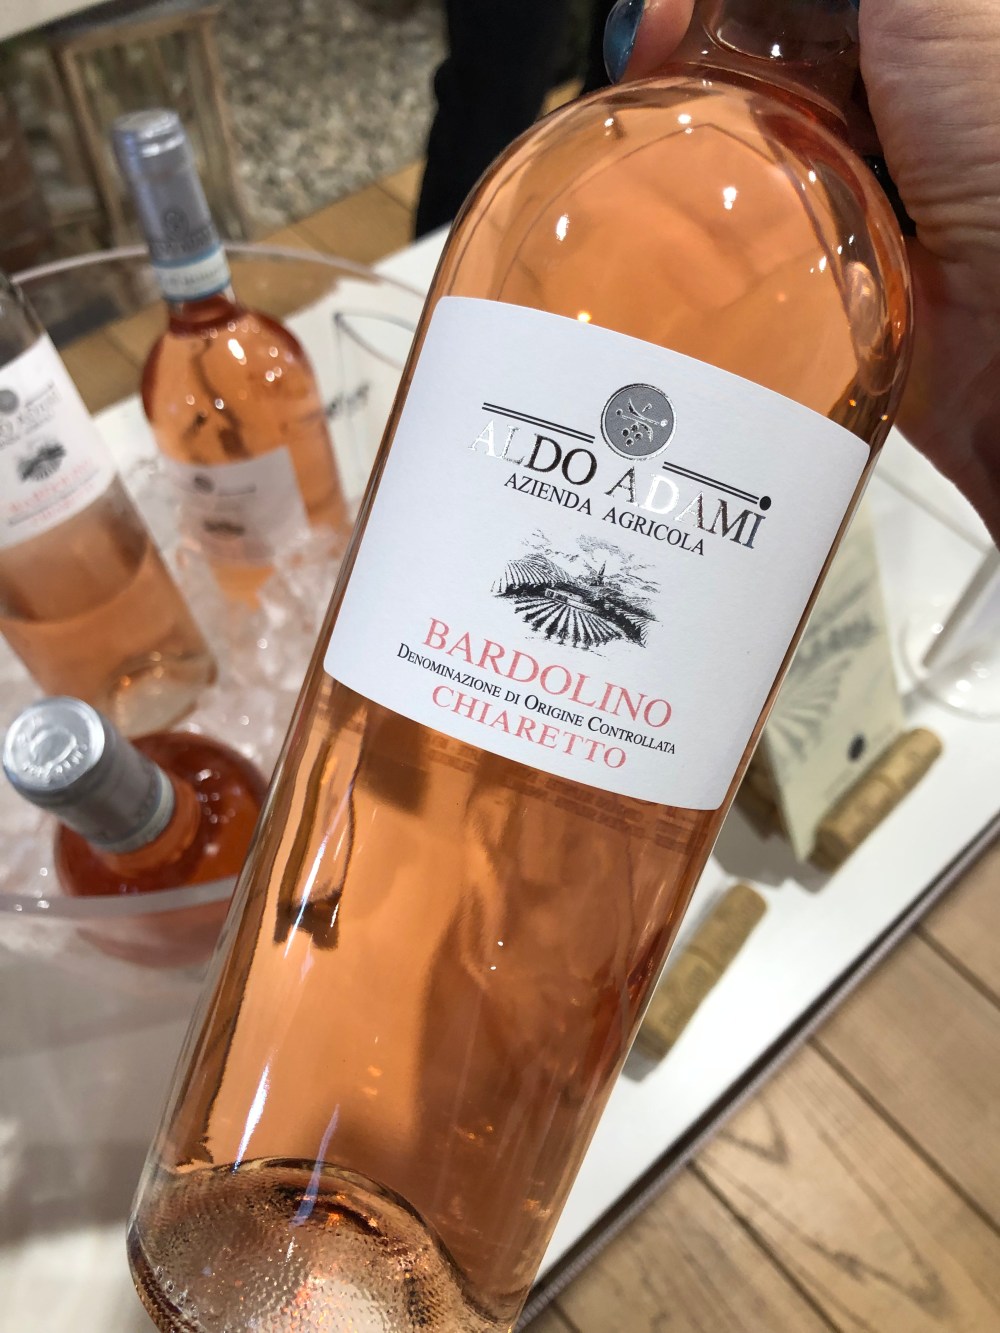 ALDO ADAMI
AZIENDA AGRICOLA
BARDOLINO
DENOMINAZIONE DI ORIGINE CONTROLLATA
CHIARETTO